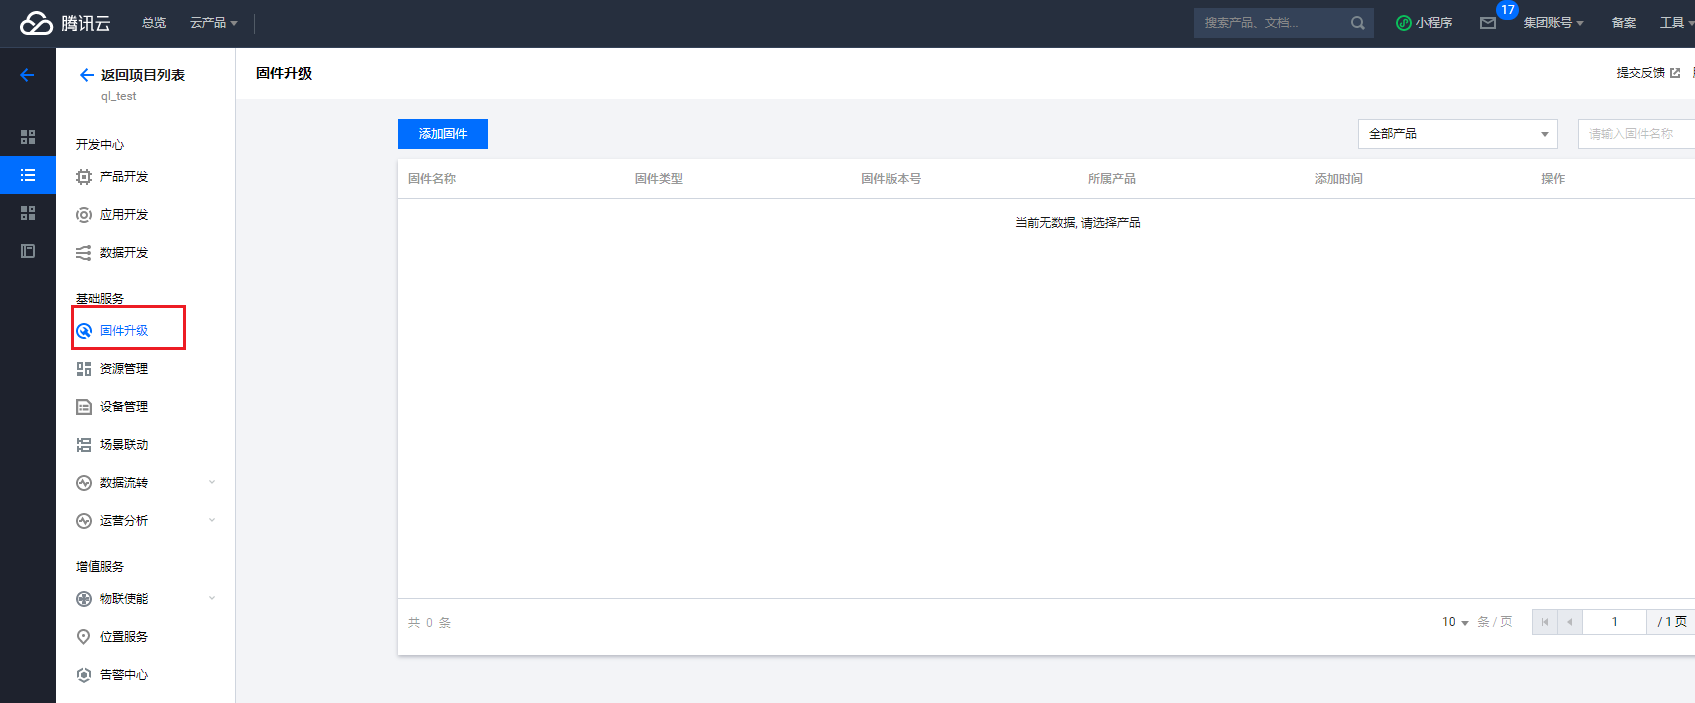 腾讯云 总览 云产品 搜索产品、文档... 小程序 17 集团账号 备案 工具
返回项目列表
ql_test
固件升级
提交反馈
开发中心
产品开发
应用开发
数据开发
基础服务
固件升级
资源管理
设备管理
场景联动
数据流转
运营分析
增值服务
物联使能
位置服务
告警中心
添加固件
全部产品
请输入固件名称
固件名称 固件类型 固件版本号 所属产品 添加时间 操作
当前无数据, 请选择产品
共 0 条
10 条 / 页 1 / 1 页